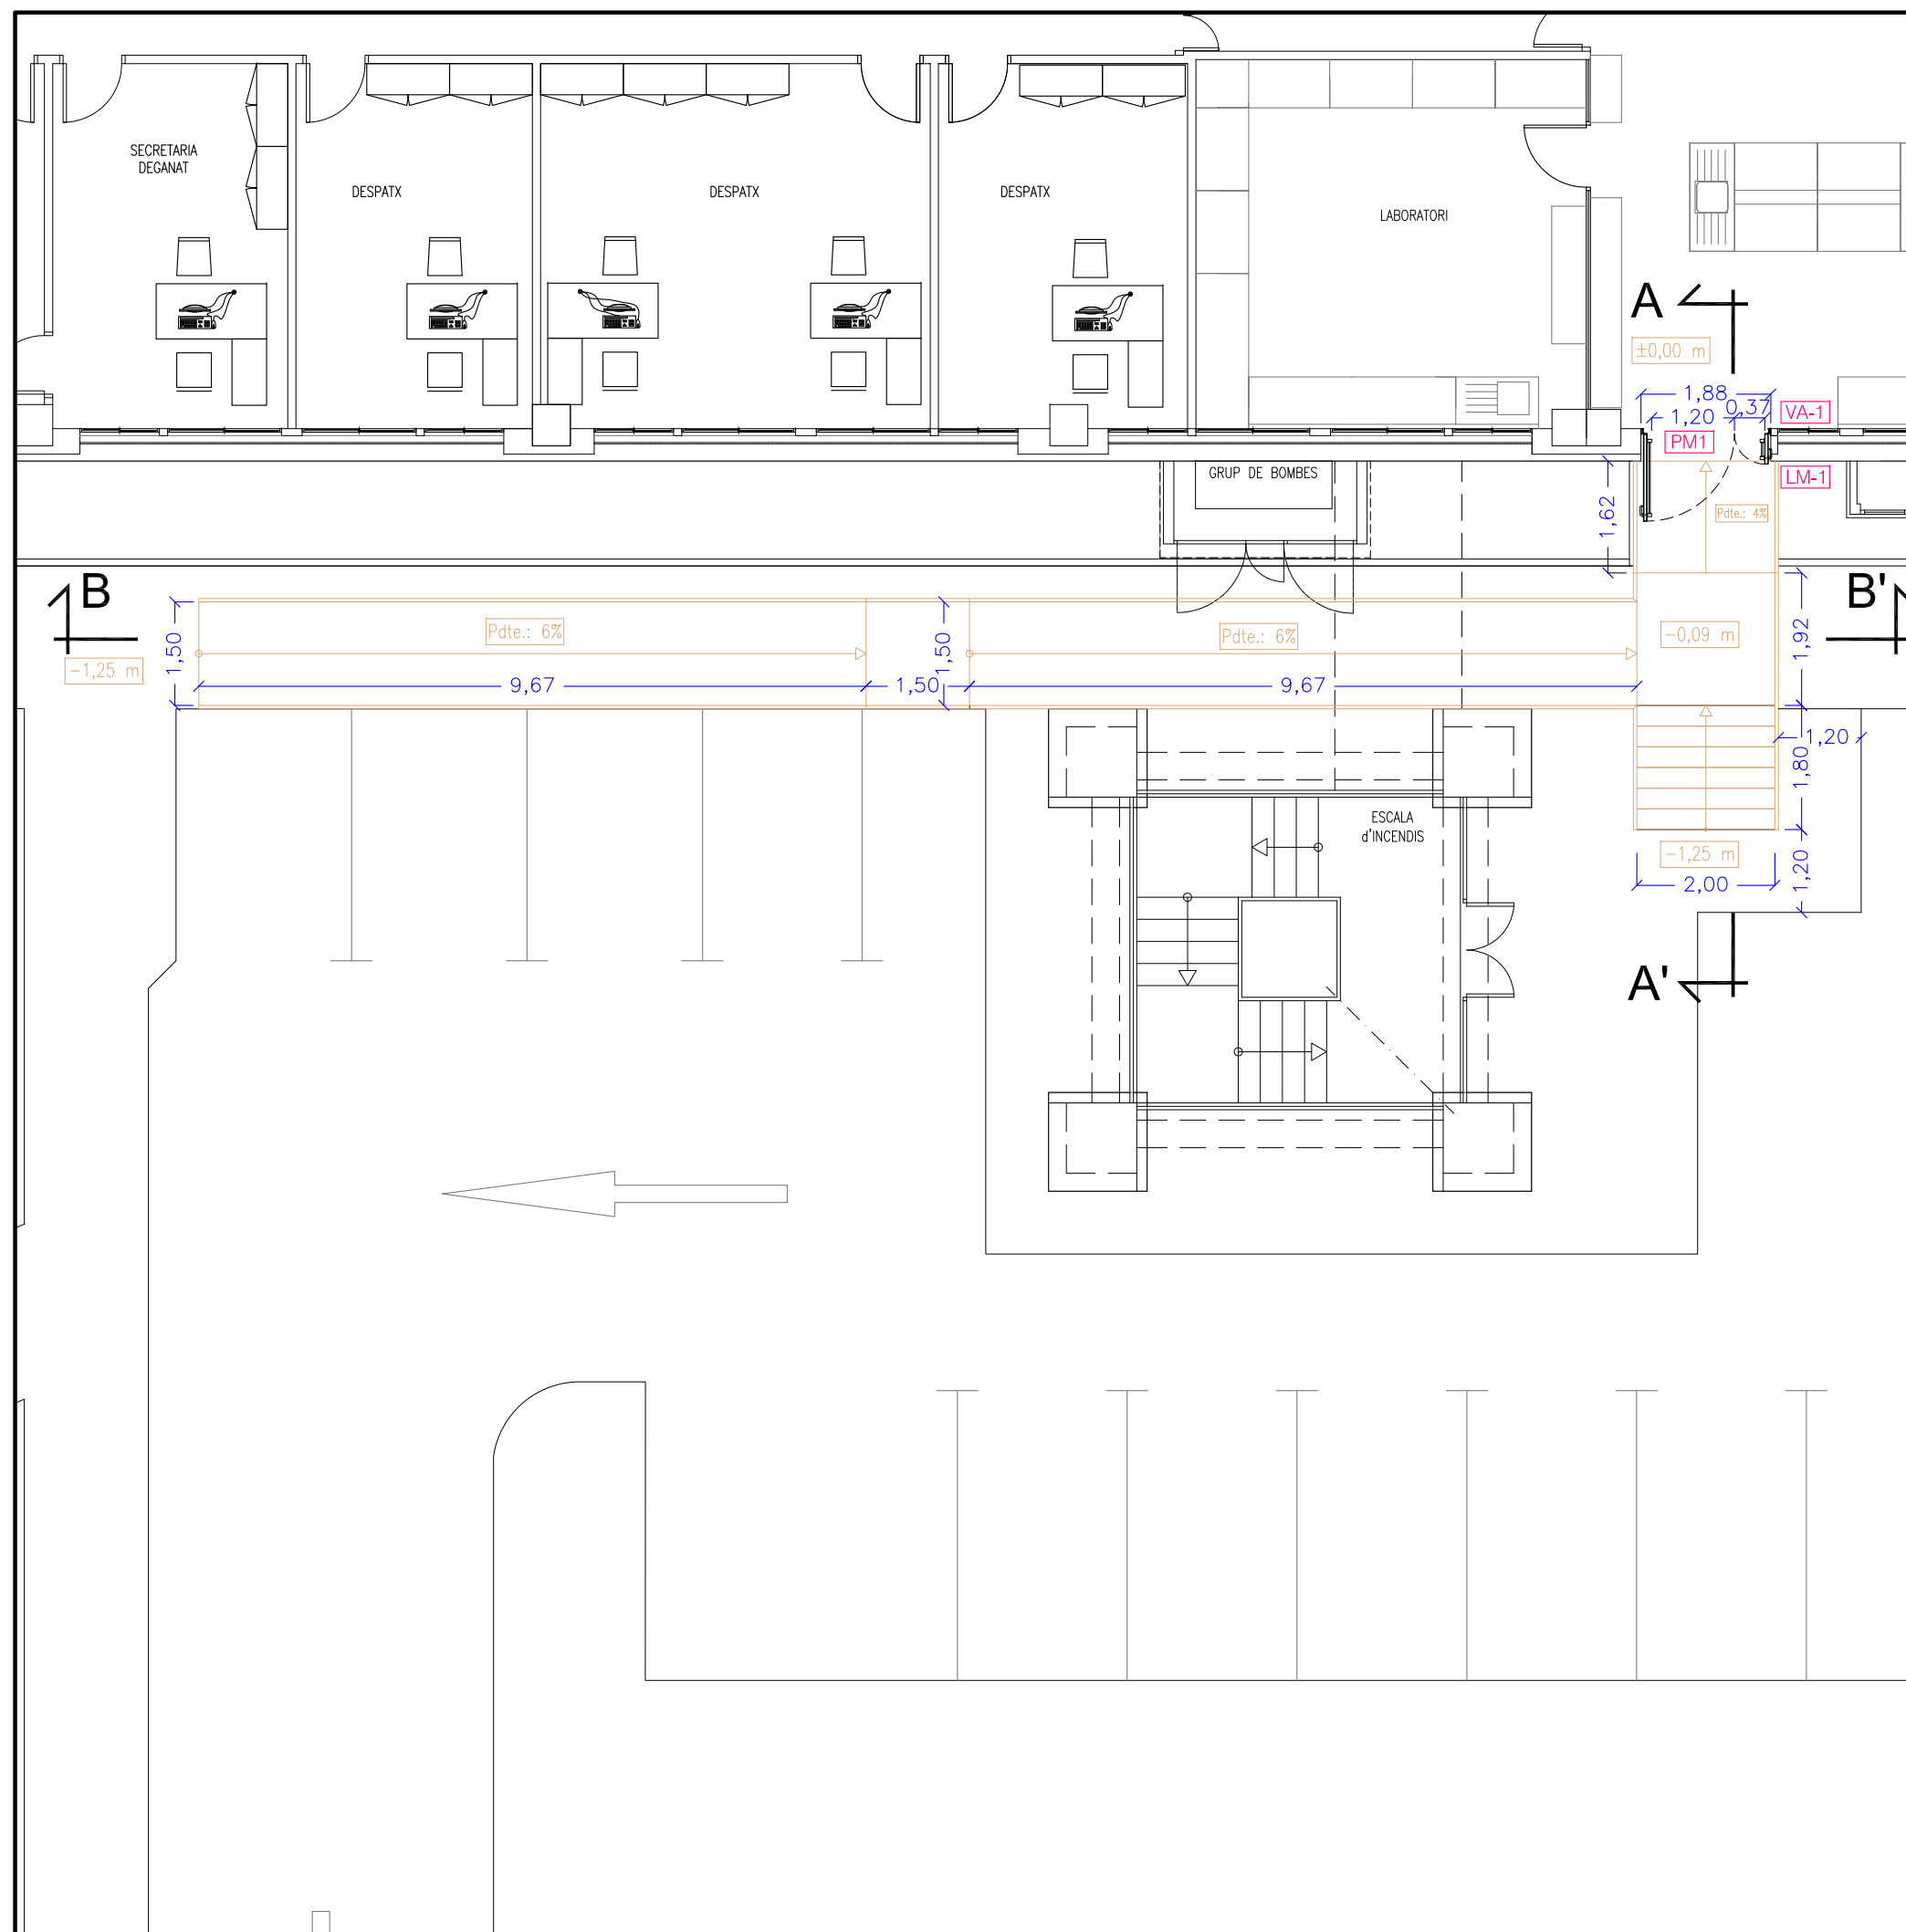 SECRETARIA
DEGANAT
DESPATX
DESPATX
DESPATX
LABORATORI
A
±0,00 m
1,88
1,20
0,37
VA-1
PM1
LM-1
GRUP DE BOMBES
1,62
Pdte.: 4%
B
B'
1,50
Pdte.: 6%
1,50
Pdte.: 6%
-0,09 m
1,92
-1,25 m
9,67
1,50
9,67
1,20
1,80
ESCALA
d'INCENDIS
-1,25 m
1,20
2,00
A'